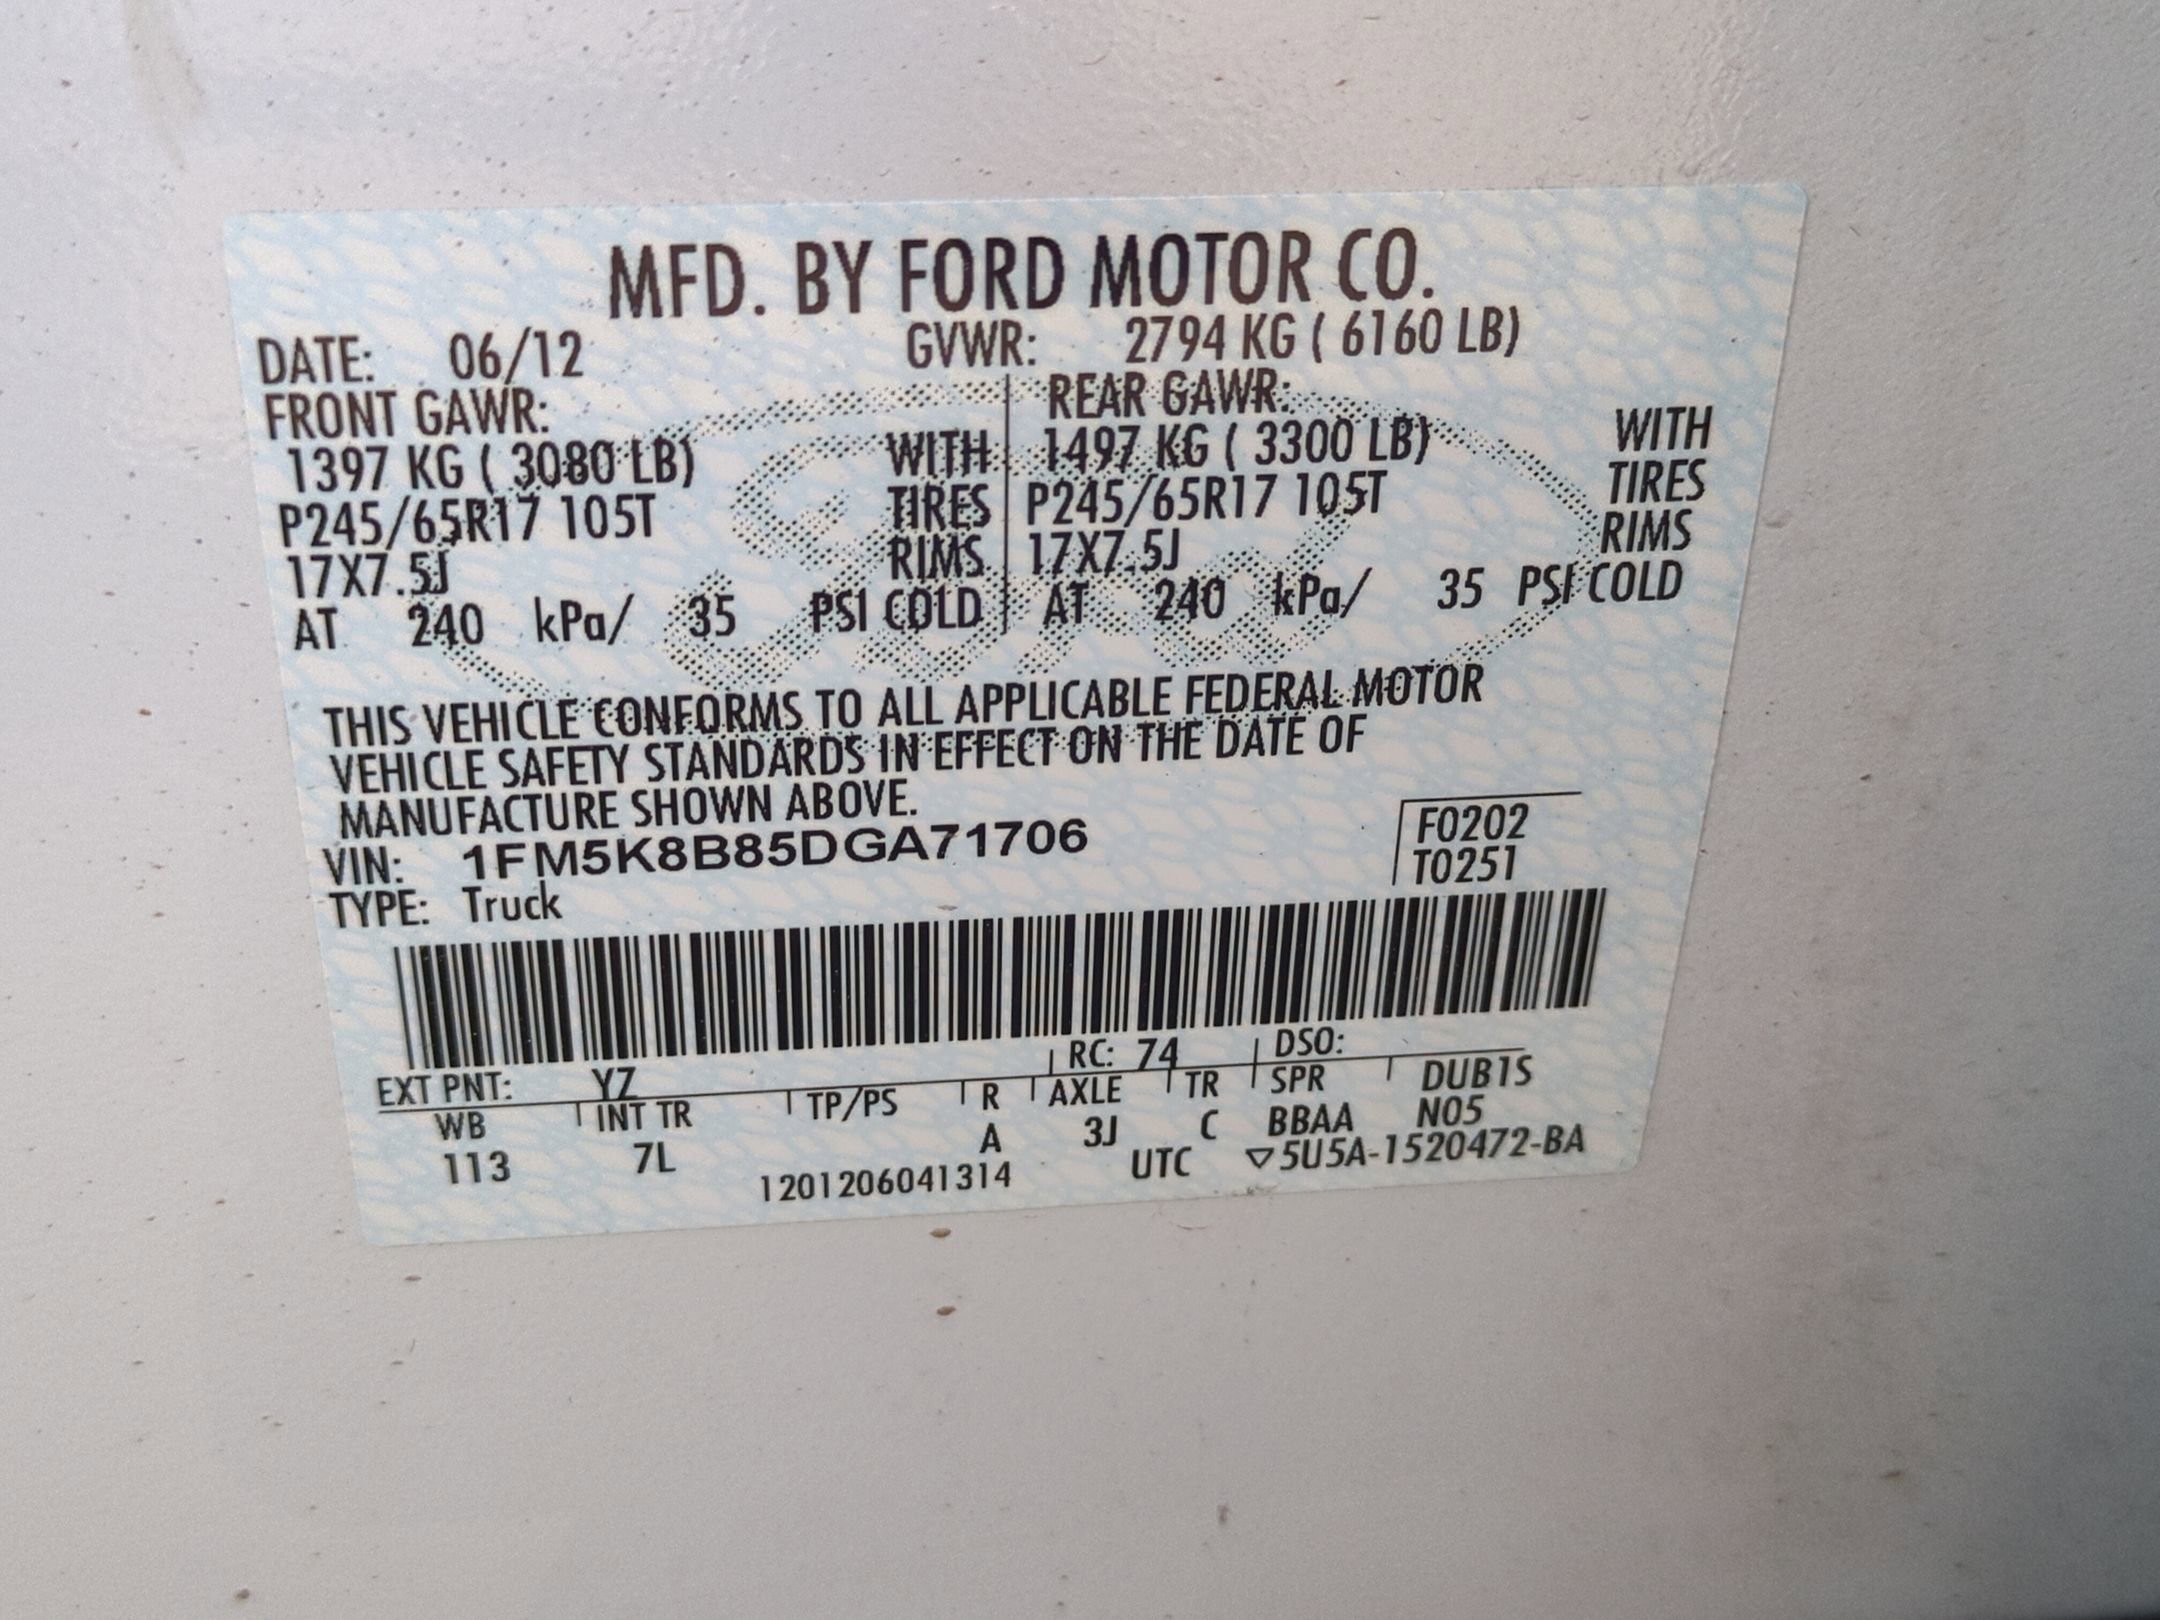 MFD. BY FORD MOTOR CO.
DATE: 06/12 GVWR: 2794 KG ( 6160 LB)
FRONT GAWR: REAR GAWR:
1397 KG ( 3080 LB) WITH 1497 KG ( 3300 LB) WITH
P245/65R17 105T TIRES P245/65R17 105T TIRES
17X7.5J RIMS 17X7.5J RIMS
AT 240 kPa/ 35 PSI COLD AT 240 kPa/ 35 PSI COLD
THIS VEHICLE CONFORMS TO ALL APPLICABLE FEDERAL MOTOR
VEHICLE SAFETY STANDARDS IN EFFECT ON THE DATE OF
MANUFACTURE SHOWN ABOVE.
F0202
VIN: 1FM5K8B85DGA71706
T0251
TYPE: Truck
EXT PNT: YZ RC: 74 DSO:
WB INT TR TP/PS R AXLE TR SPR DUB1S
113 7L A 3J C BBAA N05
1201206041314 UTC ▽5U5A-1520472-BA